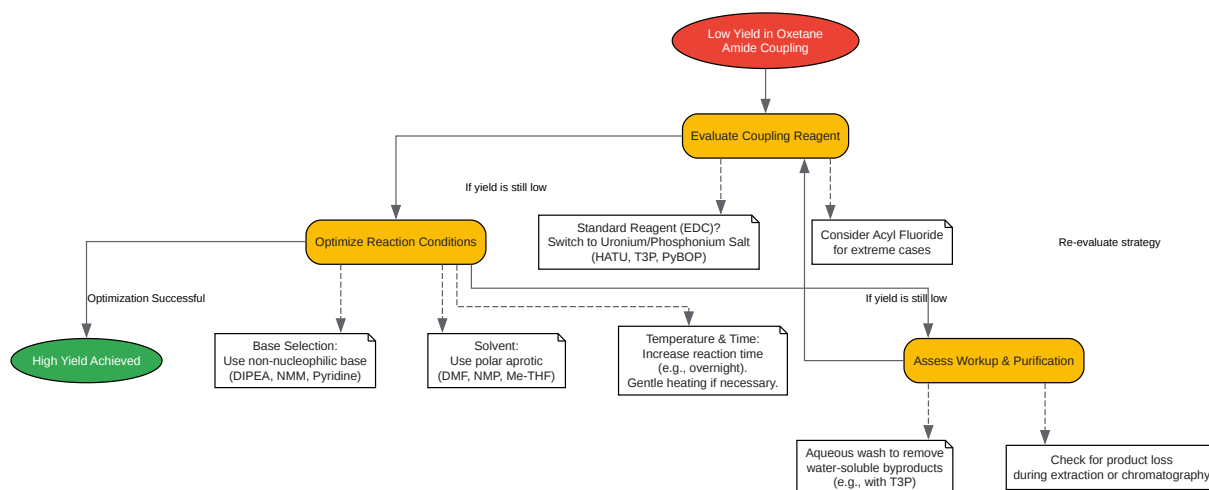 Low Yield in Oxetane
Amide Coupling
Evaluate Coupling Reagent
If yield is still low
Standard Reagent (EDC)?
Switch to Uronium/Phosphonium Salt
(HATU, T3P, PyBOP)
Consider Acyl Fluoride
for extreme cases
Optimize Reaction Conditions
Re-evaluate strategy
Optimization Successful
If yield is still low
High Yield Achieved
Base Selection:
Use non-nucleophilic base
(DIPEA, NMM, Pyridine)
Solvent:
Use polar aprotic
(DMF, NMP, Me-THF)
Temperature & Time:
Increase reaction time
(e.g., overnight).
Gentle heating if necessary.
Assess Workup & Purification
Aqueous wash to remove
water-soluble byproducts
(e.g., with T3P)
Check for product loss
during extraction or chromatography